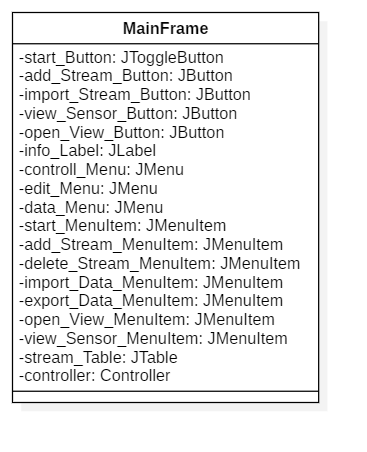 MainFrame
-start_Button: JToggleButton
-add_Stream_Button: JButton
-import_Stream_Button: JButton
-view_Sensor_Button: JButton
-open_View_Button: JButton
-info_Label: JLabel
-controll_Menu: JMenu
-edit_Menu: JMenu
-data_Menu: JMenu
-start_MenuItem: JMenuItem
-add_Stream_MenuItem: JMenuItem
-delete_Stream_MenuItem: JMenuItem
-import_Data_MenuItem: JMenuItem
-export_Data_MenuItem: JMenuItem
-open_View_MenuItem: JMenuItem
-view_Sensor_MenuItem: JMenuItem
-stream_Table: JTable
-controller: Controller